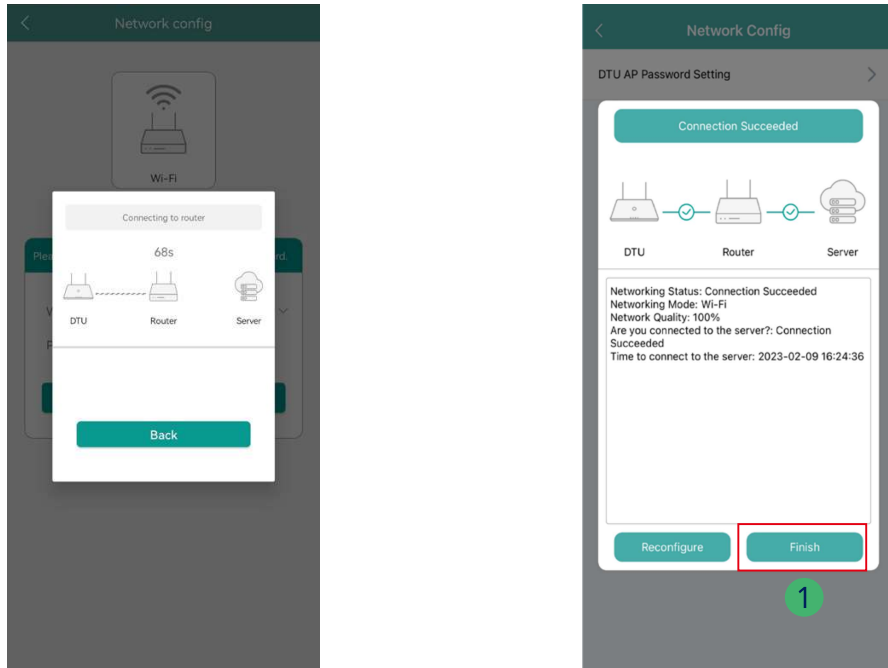 Network config
Wi-Fi
Plea
rd.
Connecting to router
68s
W
DTU
Router
Server
P
Back
Network Config
DTU AP Password Setting
Connection Succeeded
DTU
Router
Server
Networking Status: Connection Succeeded
Networking Mode: Wi-Fi
Network Quality: 100%
Are you connected to the server?: Connection
Succeeded
Time to connect to the server: 2023-02-09 16:24:36
Reconfigure
Finish
1